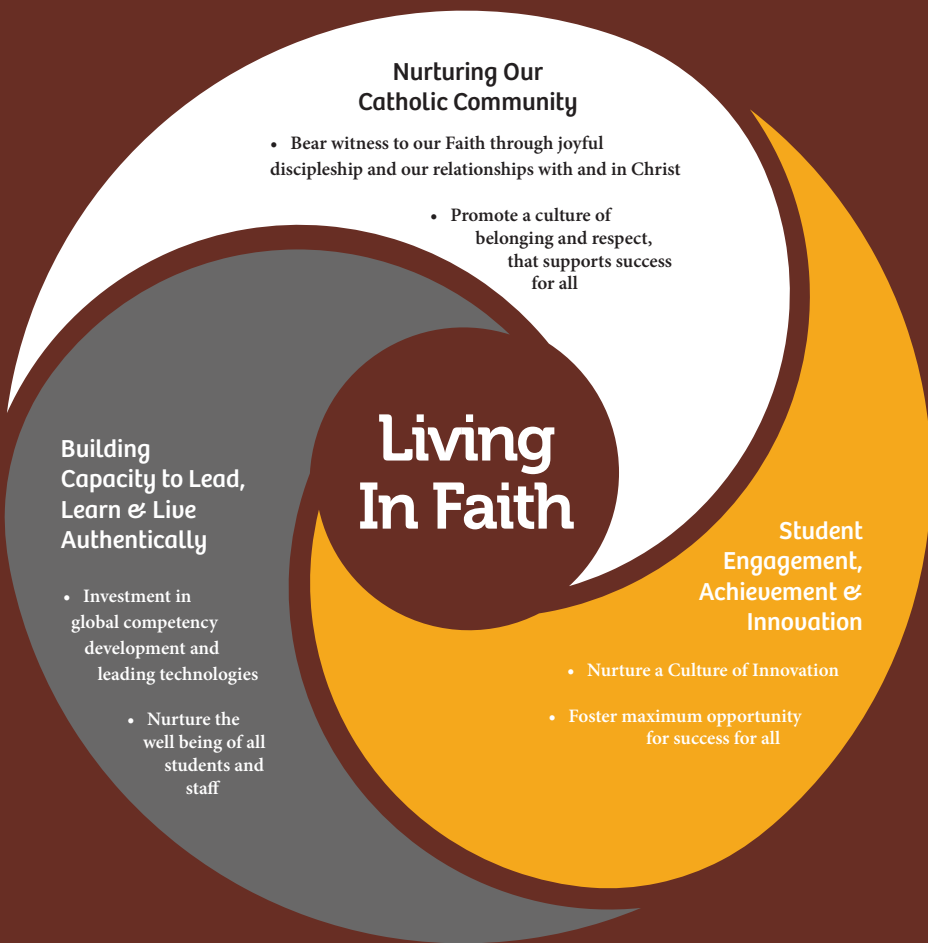 Nurturing Our
Catholic Community
• Bear witness to our Faith through joyful
discipleship and our relationships with and in Christ
• Promote a culture of
belonging and respect,
that supports success
for all
Living
In Faith
Building
Capacity to Lead,
Learn & Live
Authentically
• Investment in
global competency
development and
leading technologies
• Nurture the
well being of all
students and
staff
Student
Engagement,
Achievement &
Innovation
• Nurture a Culture of Innovation
• Foster maximum opportunity
for success for all